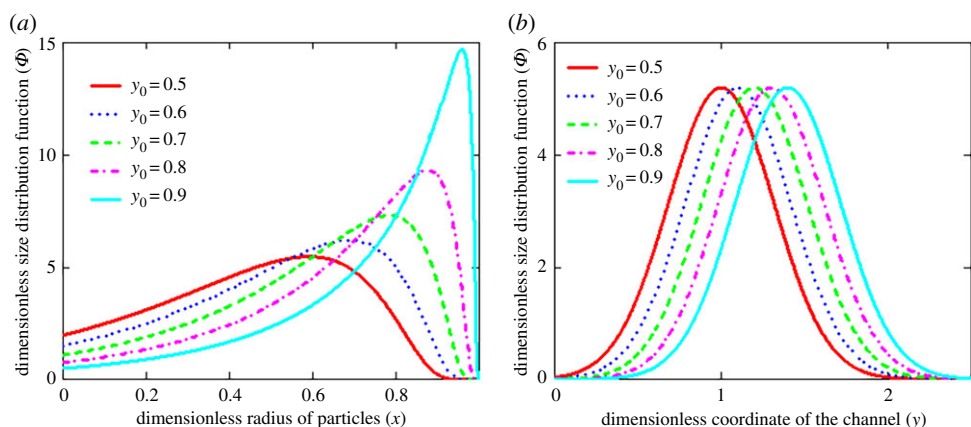 (a)
dimensionless size distribution function (Φ)
15
10
5
0
y0 = 0.5
y0 = 0.6
y0 = 0.7
y0 = 0.8
y0 = 0.9
0 0.2 0.4 0.6 0.8
dimensionless radius of particles (x)
(b)
dimensionless size distribution function (Φ)
6
4
2
0
y0 = 0.5
y0 = 0.6
y0 = 0.7
y0 = 0.8
y0 = 0.9
0 1 2
dimensionless coordinate of the channel (y)